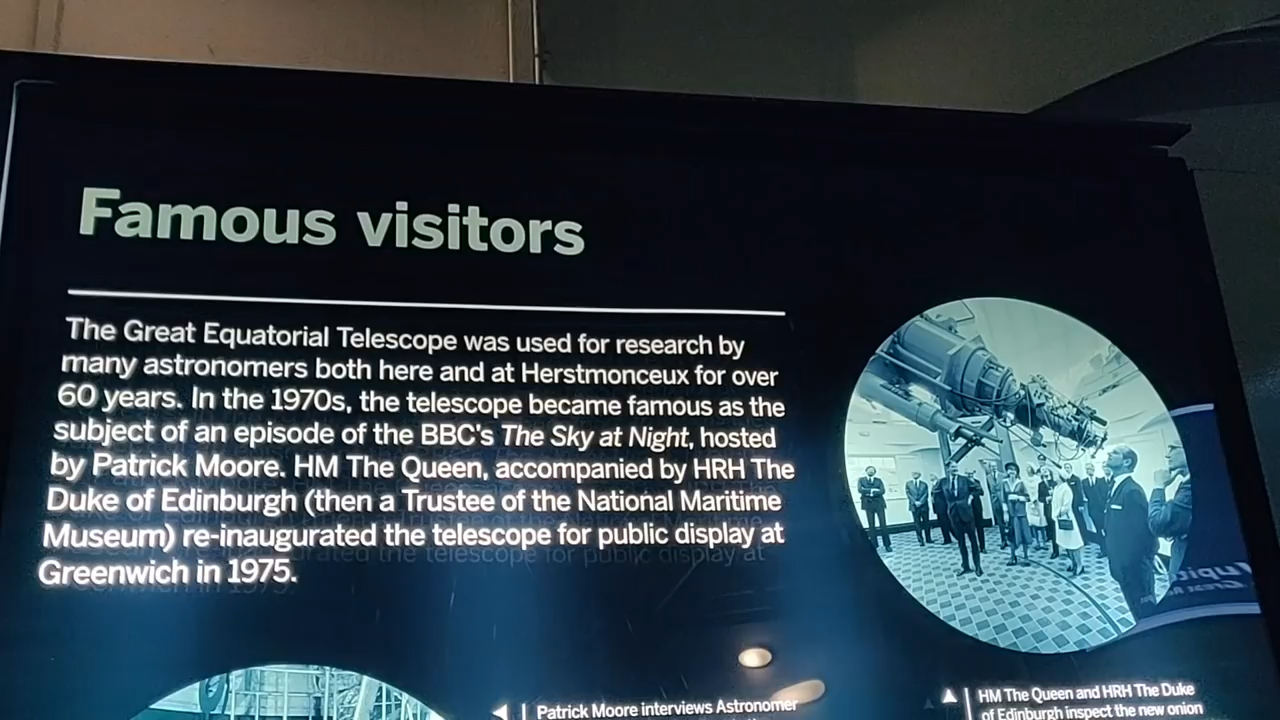 Famous visitors
The Great Equatorial Telescope was used for research by
many astronomers both here and at Herstmonceux for over
60 years. In the 1970s, the telescope became famous as the
subject of an episode of the BBC's The Sky at Night, hosted
by Patrick Moore. HM The Queen, accompanied by HRH The
Duke of Edinburgh (then a Trustee of the National Maritime
Museum) re-inaugurated the telescope for public display at
Greenwich in 1975.
Patrick Moore interviews Astronomer
HM The Queen and HRH The Duke
of Edinburgh inspect the new onion